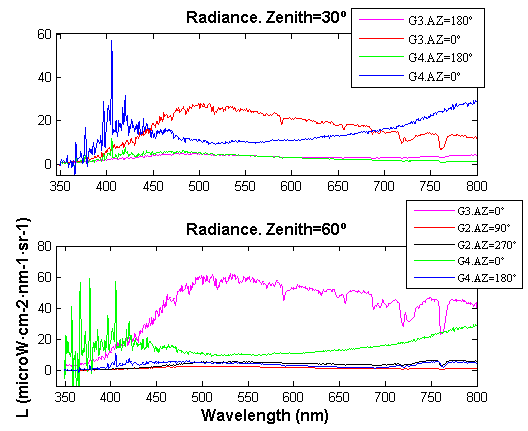 Radiance. Zenith=30º
G3.AZ=180°
G3.AZ=0°
G4.AZ=180°
G4.AZ=0°
60
40
20
0
350 400 450 500 550 600 650 700 750 800
Radiance. Zenith=60º
G3.AZ=0°
G2.AZ=90°
G2.AZ=270°
G4.AZ=0°
G4.AZ=180°
80
60
40
20
0
350 400 450 500 550 600 650 700 750 800
L (microW·cm-2·nm-1·sr-1)
Wavelength (nm)